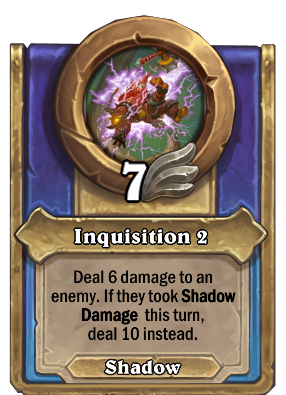 7
Inquisition 2
Deal 6 damage to an
enemy. If they took Shadow
Damage this turn,
deal 10 instead.
Shadow